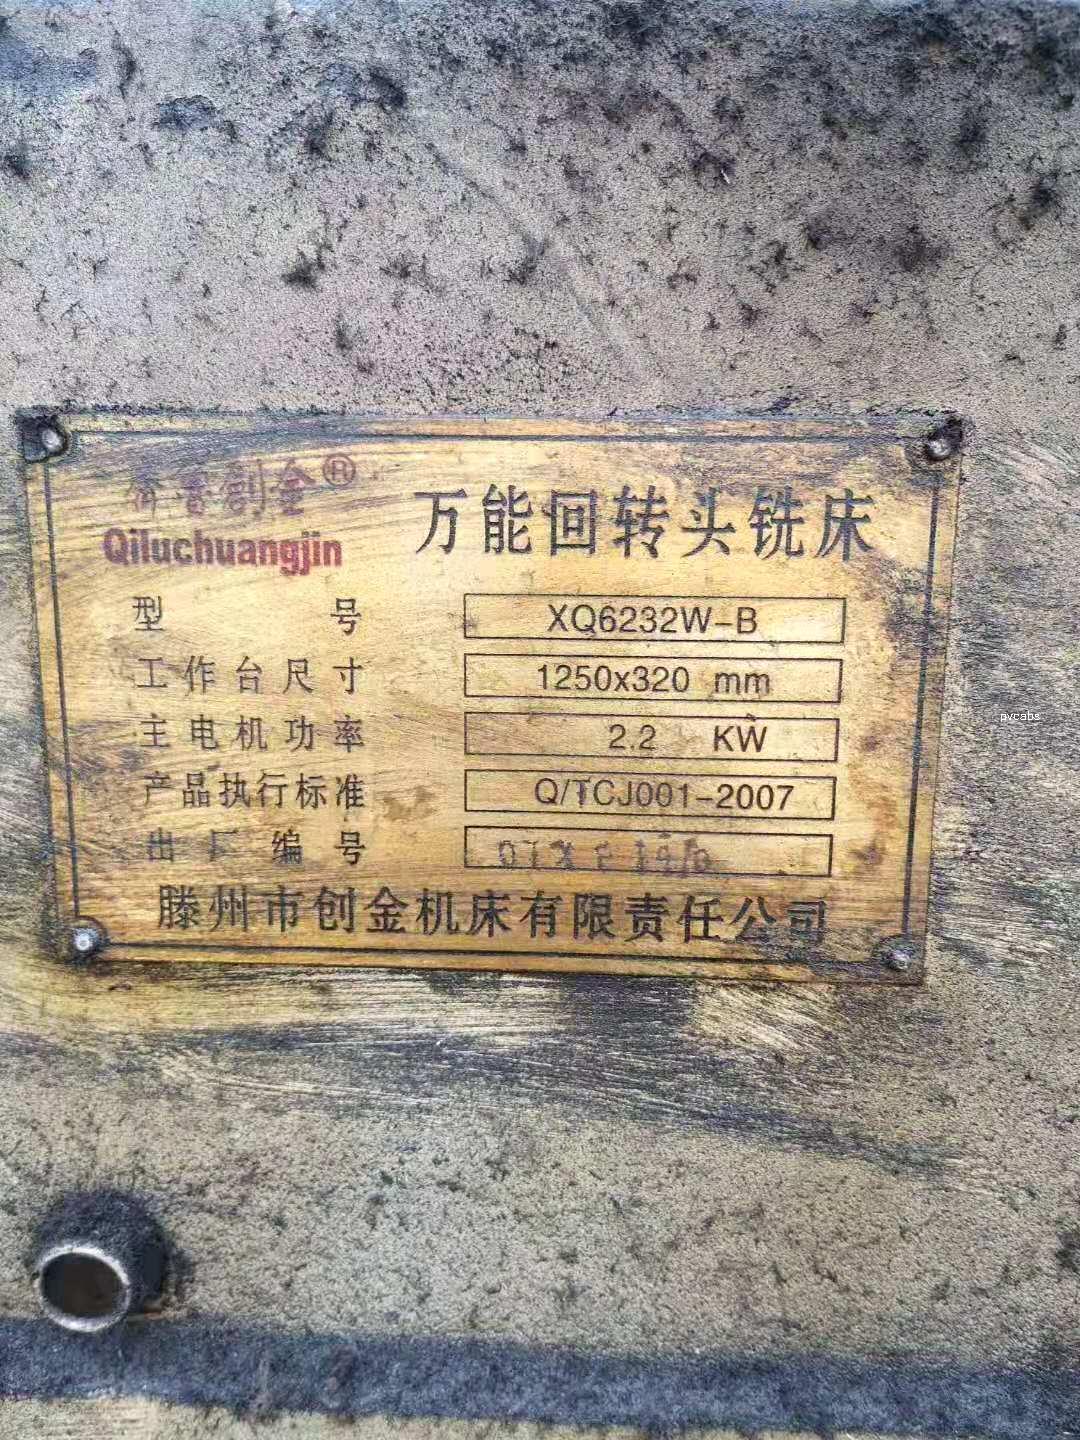 齐鲁创金®
Qiluchuangjin
万能回转头铣床
型号 XQ6232W-B
工作台尺寸 1250x320 mm
主电机功率 2.2 KW
产品执行标准 Q/TCJ001-2007
出厂编号
滕州市创金机床有限责任公司
pvcabs